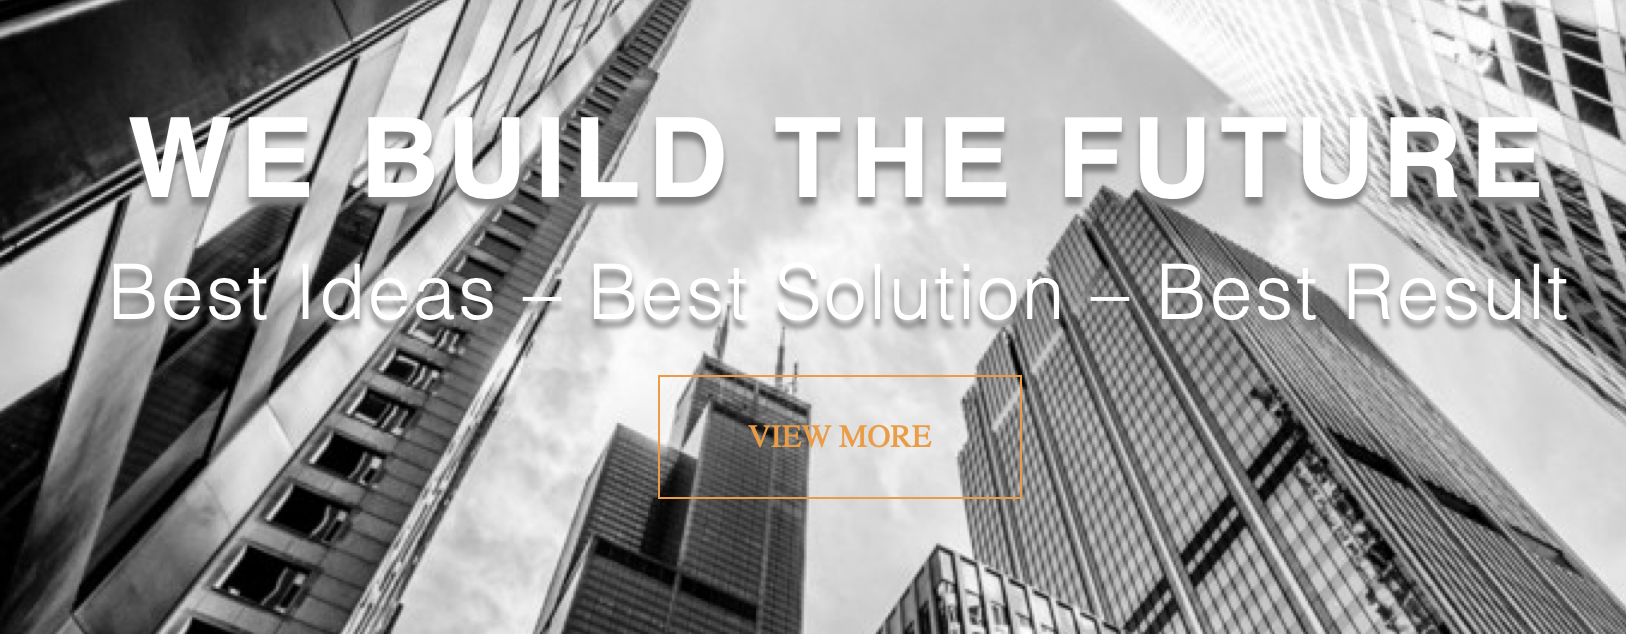 WE BUILD THE FUTURE
Best Ideas – Best Solution – Best Result
VIEW MORE